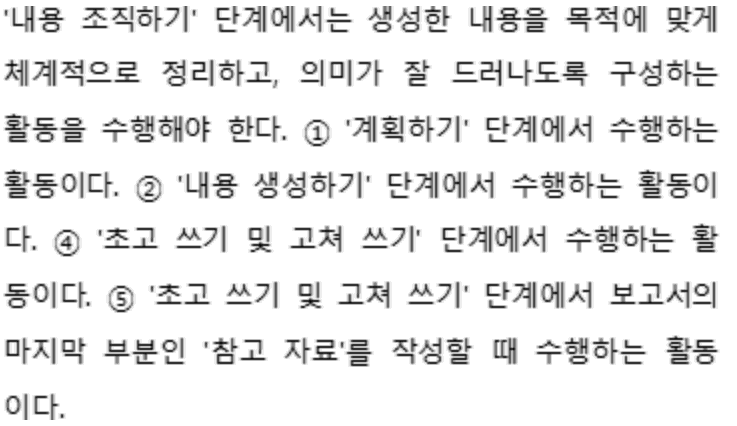 '내용 조직하기' 단계에서는 생성한 내용을 목적에 맞게
체계적으로 정리하고, 의미가 잘 드러나도록 구성하는
활동을 수행해야 한다. ① '계획하기' 단계에서 수행하는
활동이다. ② '내용 생성하기' 단계에서 수행하는 활동이
다. ④ '초고 쓰기 및 고쳐 쓰기' 단계에서 수행하는 활
동이다. ⑤ '초고 쓰기 및 고쳐 쓰기' 단계에서 보고서의
마지막 부분인 '참고 자료'를 작성할 때 수행하는 활동
이다.